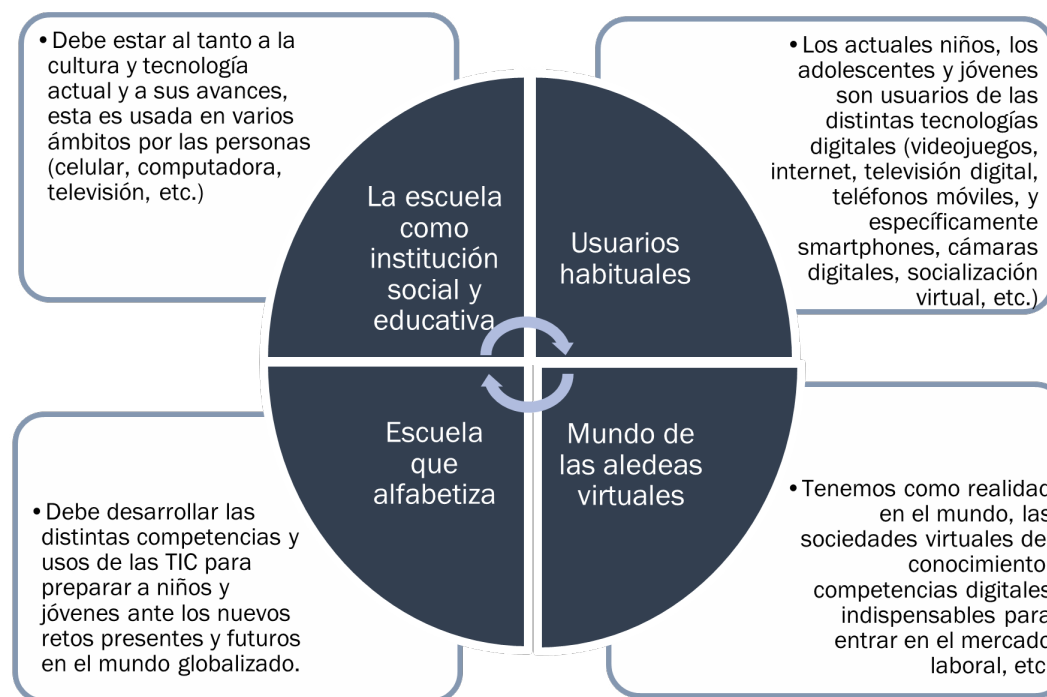 • Debe estar al tanto a la
cultura y tecnología
actual y a sus avances,
esta es usada en varios
ámbitos por las personas
(celular, computadora,
televisión, etc.)
La escuela
como
institución
social y
educativa
Usuarios
habituales
• Los actuales niños, los
adolescentes y jóvenes
son usuarios de las
distintas tecnologías
digitales (videojuegos,
internet, televisión digital,
teléfonos móviles, y
específicamente
smartphones, cámaras
digitales, socialización
virtual, etc.)
• Debe desarrollar las
distintas competencias y
usos de las TIC para
preparar a niños y
jóvenes ante los nuevos
retos presentes y futuros
en el mundo globalizado.
Escuela
que
alfabetiza
Mundo de
las aledeas
virtuales
• Tenemos como realidad
en el mundo, las
sociedades virtuales de
conocimiento
competencias digitales
indispensables para
entrar en el mercado
laboral, etc